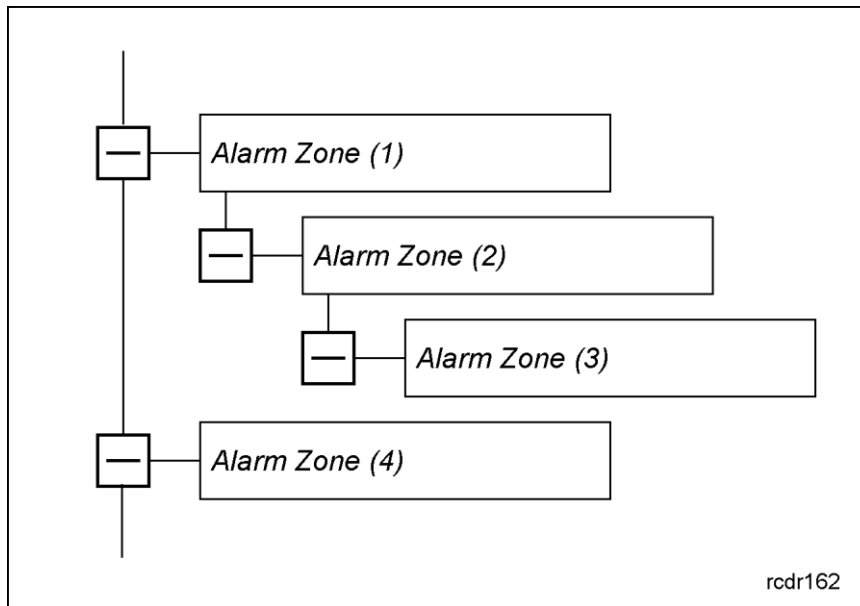 Alarm Zone (1)
Alarm Zone (2)
Alarm Zone (3)
Alarm Zone (4)
rcdr162